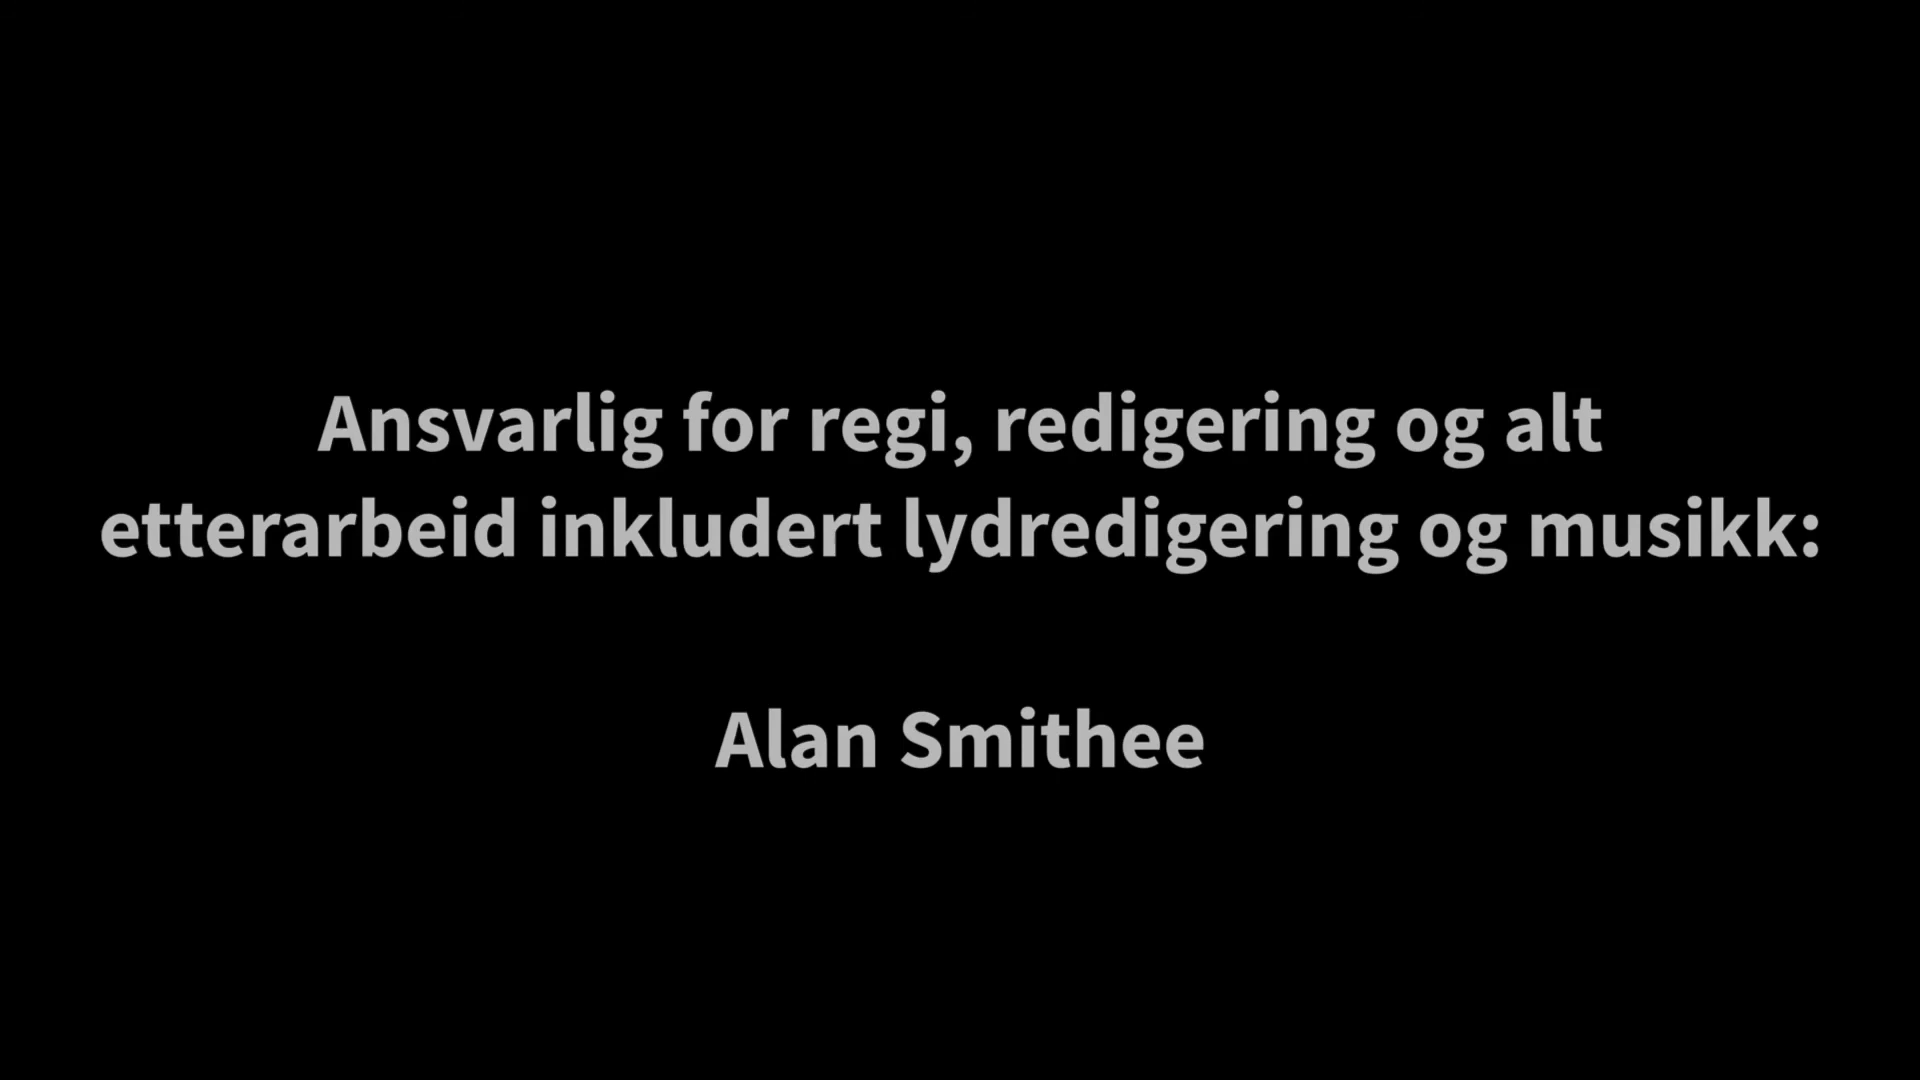 Ansvarlig for regi, redigering og alt
etterarbeid inkludert lydredigering og musikk:
Alan Smithee